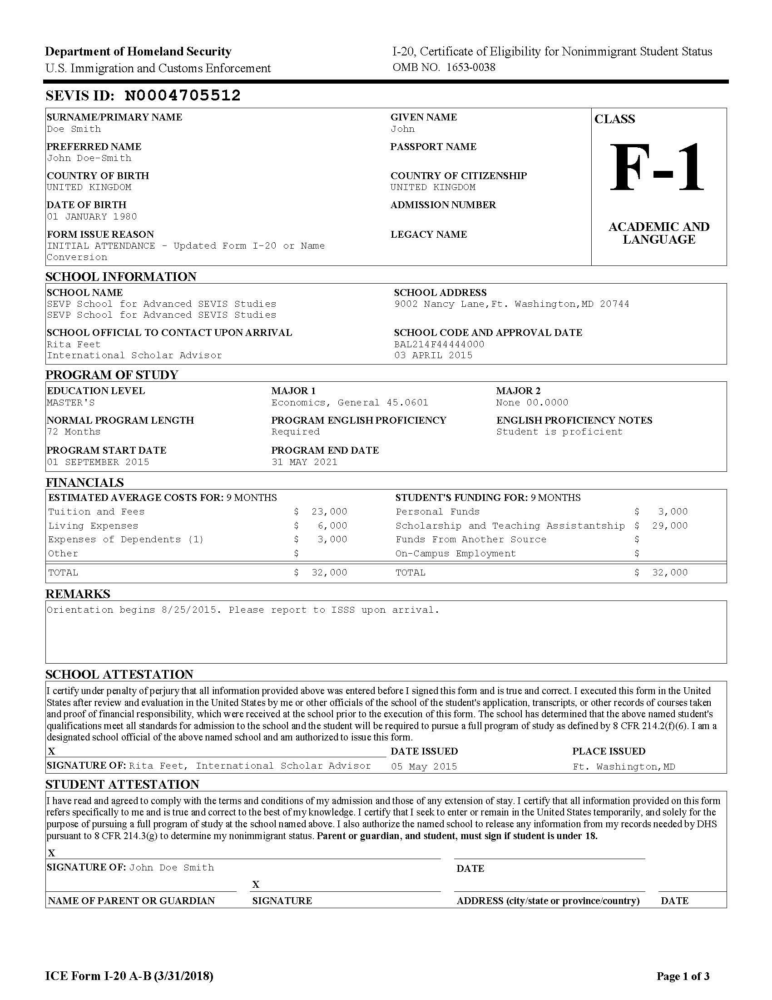 Department of Homeland Security
U.S. Immigration and Customs Enforcement
I-20, Certificate of Eligibility for Nonimmigrant Student Status
OMB NO. 1653-0038
SEVIS ID: N0004705512
SURNAME/PRIMARY NAME
Doe Smith
GIVEN NAME
John
PREFERRED NAME
John Doe-Smith
PASSPORT NAME
COUNTRY OF BIRTH
UNITED KINGDOM
COUNTRY OF CITIZENSHIP
UNITED KINGDOM
DATE OF BIRTH
01 JANUARY 1980
ADMISSION NUMBER
FORM ISSUE REASON
INITIAL ATTENDANCE - Updated Form I-20 or Name
Conversion
LEGACY NAME
CLASS
F-1
ACADEMIC AND
LANGUAGE
SCHOOL INFORMATION
SCHOOL NAME
SEVP School for Advanced SEVIS Studies
SEVP School for Advanced SEVIS Studies
SCHOOL ADDRESS
9002 Nancy Lane,Ft. Washington,MD 20744
SCHOOL OFFICIAL TO CONTACT UPON ARRIVAL
Rita Feet
International Scholar Advisor
SCHOOL CODE AND APPROVAL DATE
BAL214F44444000
03 APRIL 2015
PROGRAM OF STUDY
EDUCATION LEVEL
MASTER'S
MAJOR 1
Economics, General 45.0601
MAJOR 2
None 00.0000
NORMAL PROGRAM LENGTH
72 Months
PROGRAM ENGLISH PROFICIENCY
Required
ENGLISH PROFICIENCY NOTES
Student is proficient
PROGRAM START DATE
01 SEPTEMBER 2015
PROGRAM END DATE
31 MAY 2021
FINANCIALS
ESTIMATED AVERAGE COSTS FOR: 9 MONTHS
Tuition and Fees $ 23,000
Living Expenses $ 6,000
Expenses of Dependents (1) $ 3,000
Other $
TOTAL $ 32,000
STUDENT'S FUNDING FOR: 9 MONTHS
Personal Funds $ 3,000
Scholarship and Teaching Assistantship $ 29,000
Funds From Another Source $
On-Campus Employment $
TOTAL $ 32,000
REMARKS
Orientation begins 8/25/2015. Please report to ISSS upon arrival.
SCHOOL ATTESTATION
I certify under penalty of perjury that all information provided above was entered before I signed this form and is true and correct. I executed this form in the United
States after review and evaluation in the United States by me or other officials of the school of the student's application, transcripts, or other records of courses taken
and proof of financial responsibility, which were received at the school prior to the execution of this form. The school has determined that the above named student's
qualifications meet all standards for admission to the school and the student will be required to pursue a full program of study as defined by 8 CFR 214.2(f)(6). I am a
designated school official of the above named school and am authorized to issue this form.
X
SIGNATURE OF: Rita Feet, International Scholar Advisor
DATE ISSUED
05 May 2015
PLACE ISSUED
Ft. Washington,MD
STUDENT ATTESTATION
I have read and agreed to comply with the terms and conditions of my admission and those of any extension of stay. I certify that all information provided on this form
refers specifically to me and is true and correct to the best of my knowledge. I certify that I seek to enter or remain in the United States temporarily, and solely for the
purpose of pursuing a full program of study at the school named above. I also authorize the named school to release any information from my records needed by DHS
pursuant to 8 CFR 214.3(g) to determine my nonimmigrant status. Parent or guardian, and student, must sign if student is under 18.
X
SIGNATURE OF: John Doe Smith
DATE
X
NAME OF PARENT OR GUARDIAN
SIGNATURE
ADDRESS (city/state or province/country)
DATE
ICE Form I-20 A-B (3/31/2018)
Page 1 of 3